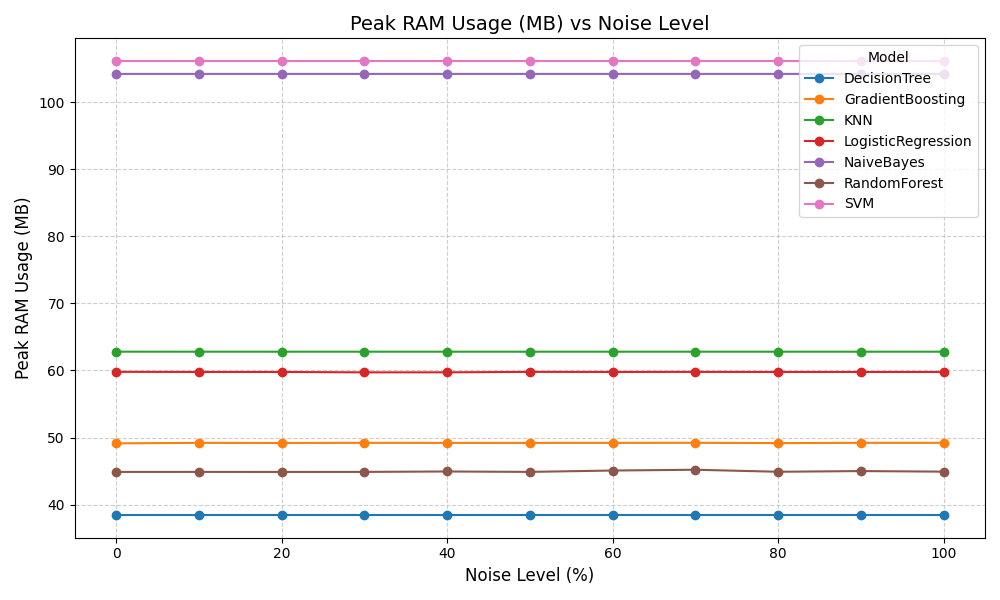 Peak RAM Usage (MB) vs Noise Level
Peak RAM Usage (MB)
100
90
80
70
60
50
40
Model
DecisionTree
GradientBoosting
KNN
LogisticRegression
NaiveBayes
RandomForest
SVM
0
20
40
60
80
100
Noise Level (%)